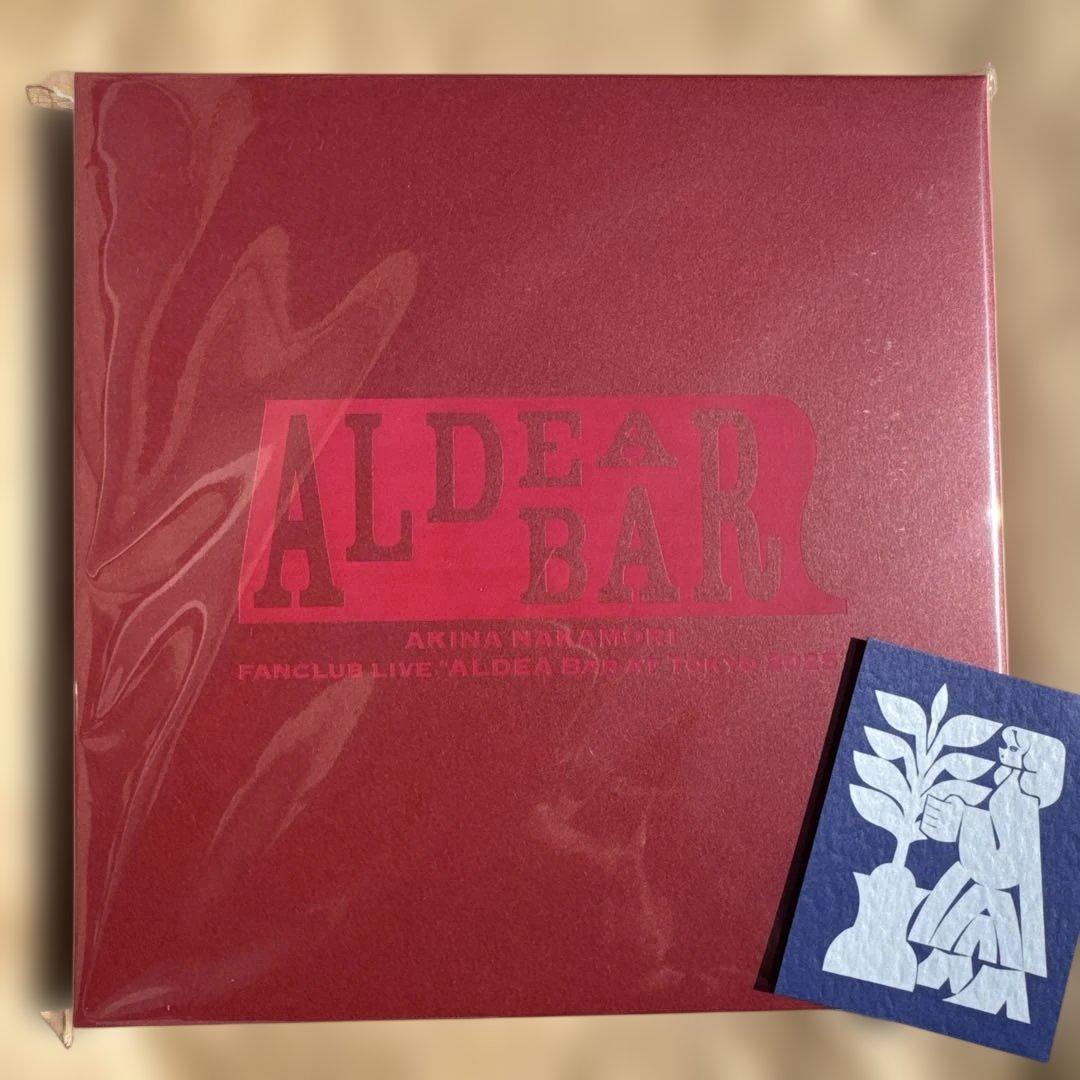 ALDEA
BAR
AKINA NAKAMORI
FANCLUB LIVE "ALDEA BAR AT TOKYO 2025"